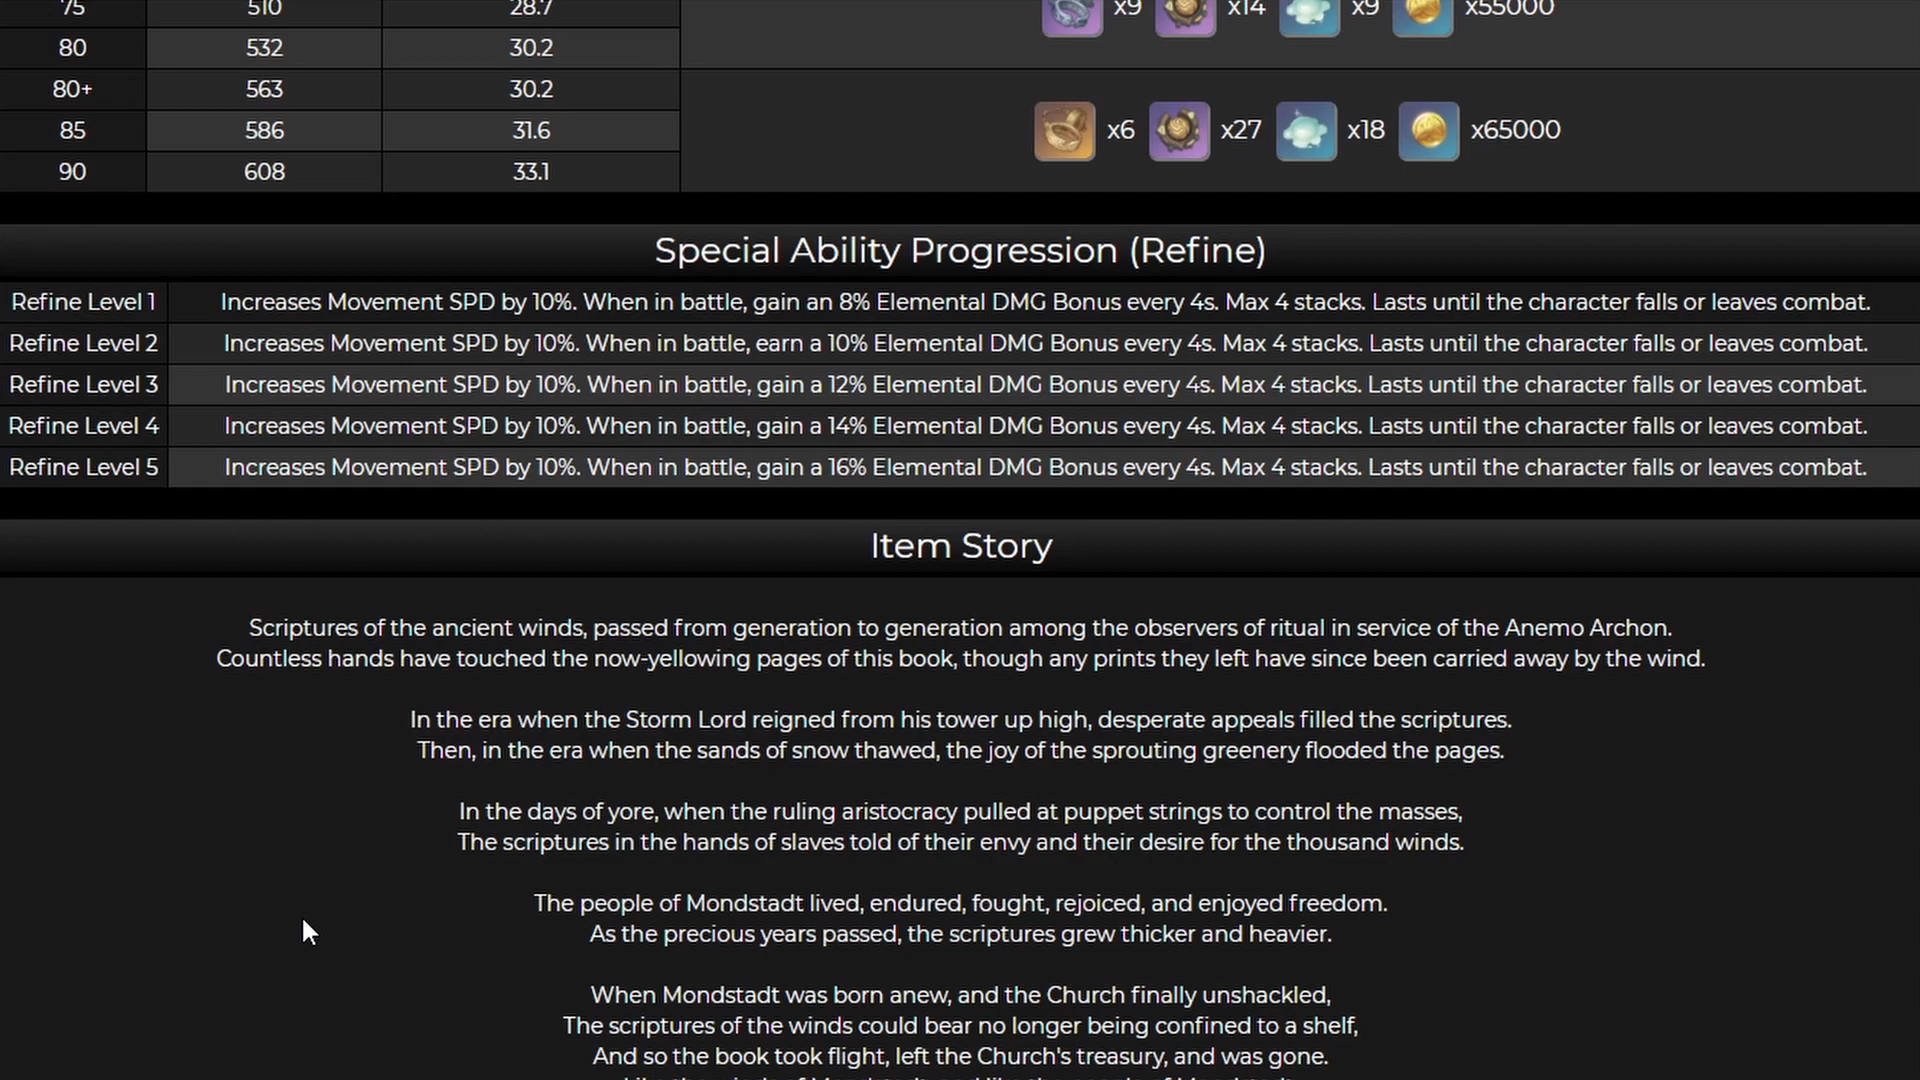 75 510 28.7 x9 x14 x9 x55000
80 532 30.2
80+ 563 30.2
85 586 31.6 x6 x27 x18 x65000
90 608 33.1
Special Ability Progression (Refine)
Refine Level 1 Increases Movement SPD by 10%. When in battle, gain an 8% Elemental DMG Bonus every 4s. Max 4 stacks. Lasts until the character falls or leaves combat.
Refine Level 2 Increases Movement SPD by 10%. When in battle, earn a 10% Elemental DMG Bonus every 4s. Max 4 stacks. Lasts until the character falls or leaves combat.
Refine Level 3 Increases Movement SPD by 10%. When in battle, gain a 12% Elemental DMG Bonus every 4s. Max 4 stacks. Lasts until the character falls or leaves combat.
Refine Level 4 Increases Movement SPD by 10%. When in battle, gain a 14% Elemental DMG Bonus every 4s. Max 4 stacks. Lasts until the character falls or leaves combat.
Refine Level 5 Increases Movement SPD by 10%. When in battle, gain a 16% Elemental DMG Bonus every 4s. Max 4 stacks. Lasts until the character falls or leaves combat.
Item Story
Scriptures of the ancient winds, passed from generation to generation among the observers of ritual in service of the Anemo Archon.
Countless hands have touched the now-yellowing pages of this book, though any prints they left have since been carried away by the wind.
In the era when the Storm Lord reigned from his tower up high, desperate appeals filled the scriptures.
Then, in the era when the sands of snow thawed, the joy of the sprouting greenery flooded the pages.
In the days of yore, when the ruling aristocracy pulled at puppet strings to control the masses,
The scriptures in the hands of slaves told of their envy and their desire for the thousand winds.
The people of Mondstadt lived, endured, fought, rejoiced, and enjoyed freedom.
As the precious years passed, the scriptures grew thicker and heavier.
When Mondstadt was born anew, and the Church finally unshackled,
The scriptures of the winds could bear no longer being confined to a shelf,
And so the book took flight, left the Church's treasury, and was gone.